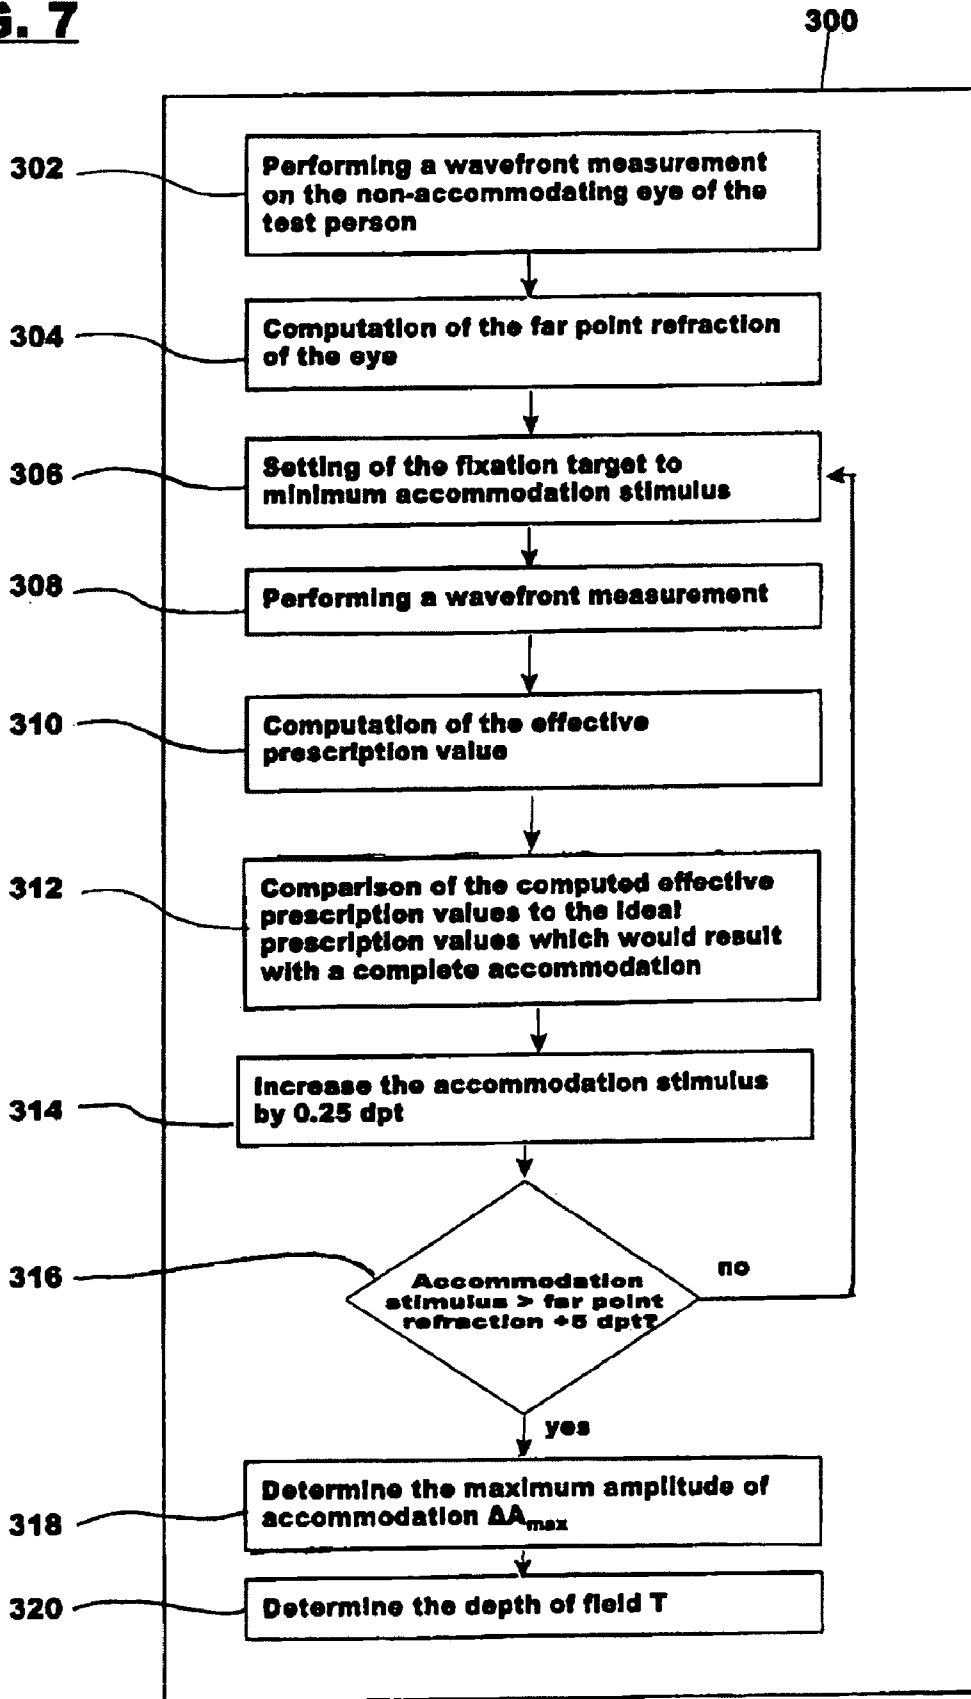 G. 7
300
302
Performing a wavefront measurement
on the non-accommodating eye of the
test person
304
Computation of the far point refraction
of the eye
306
Setting of the fixation target to
minimum accommodation stimulus
308
Performing a wavefront measurement
310
Computation of the effective
prescription value
312
Comparison of the computed effective
prescription values to the ideal
prescription values which would result
with a complete accommodation
314
Increase the accommodation stimulus
by 0.25 dpt
316
Accommodation
stimulus > far point
refraction +5 dpt?
no
yes
318
Determine the maximum amplitude of
accommodation ΔAmax
320
Determine the depth of field T